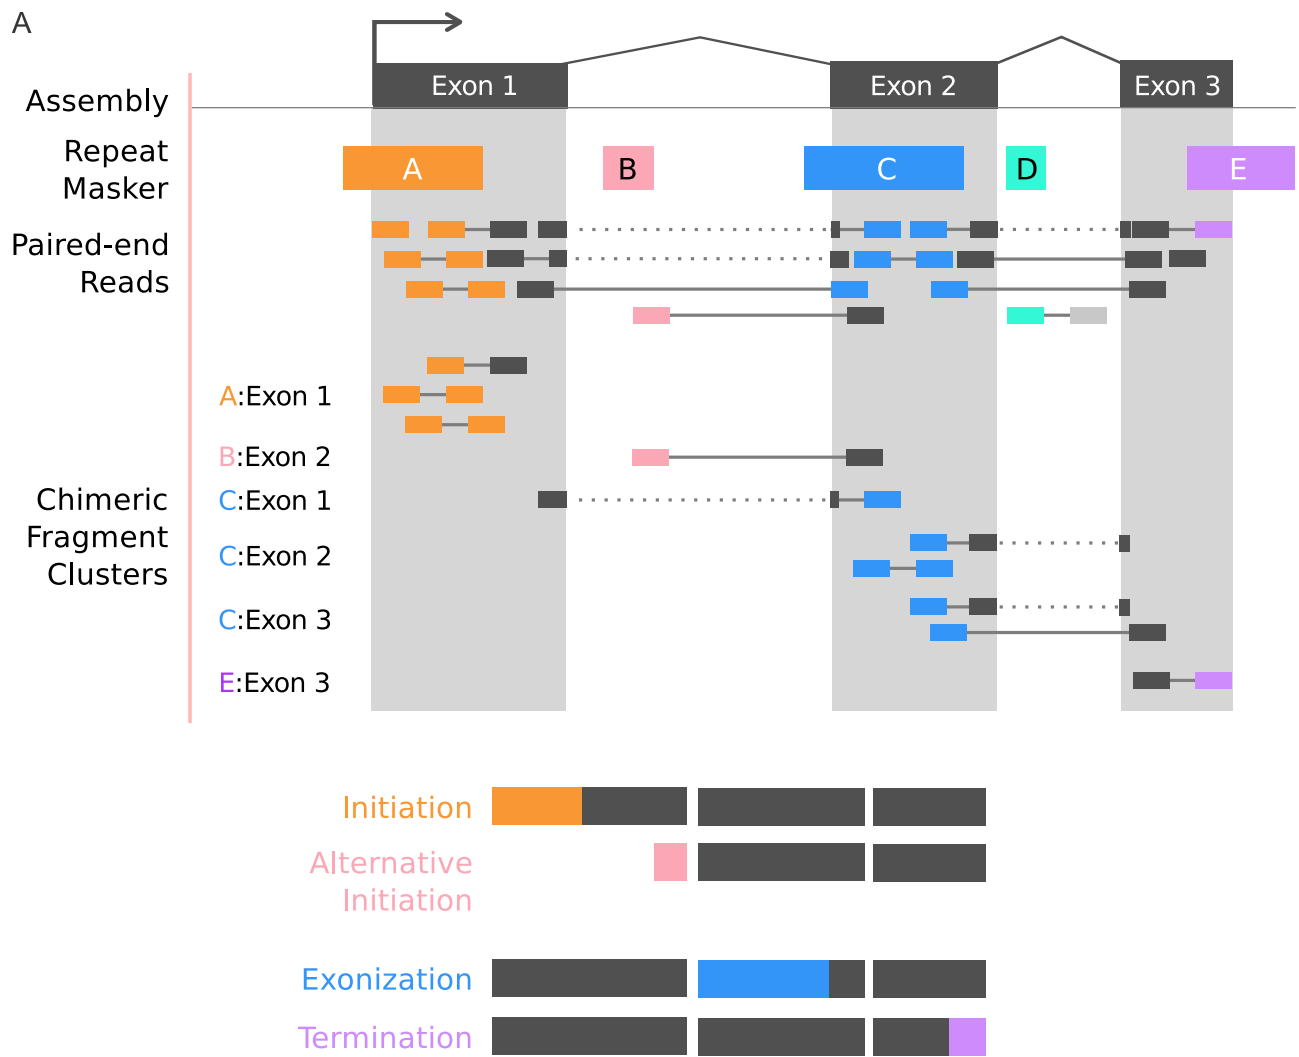 A
Exon 1
Exon 2
Exon 3
Assembly
Repeat
Masker
A
B
C
D
E
Paired-end
Reads
A:Exon 1
B:Exon 2
C:Exon 1
C:Exon 2
C:Exon 3
E:Exon 3
Chimeric
Fragment
Clusters
Initiation
Alternative
Initiation
Exonization
Termination